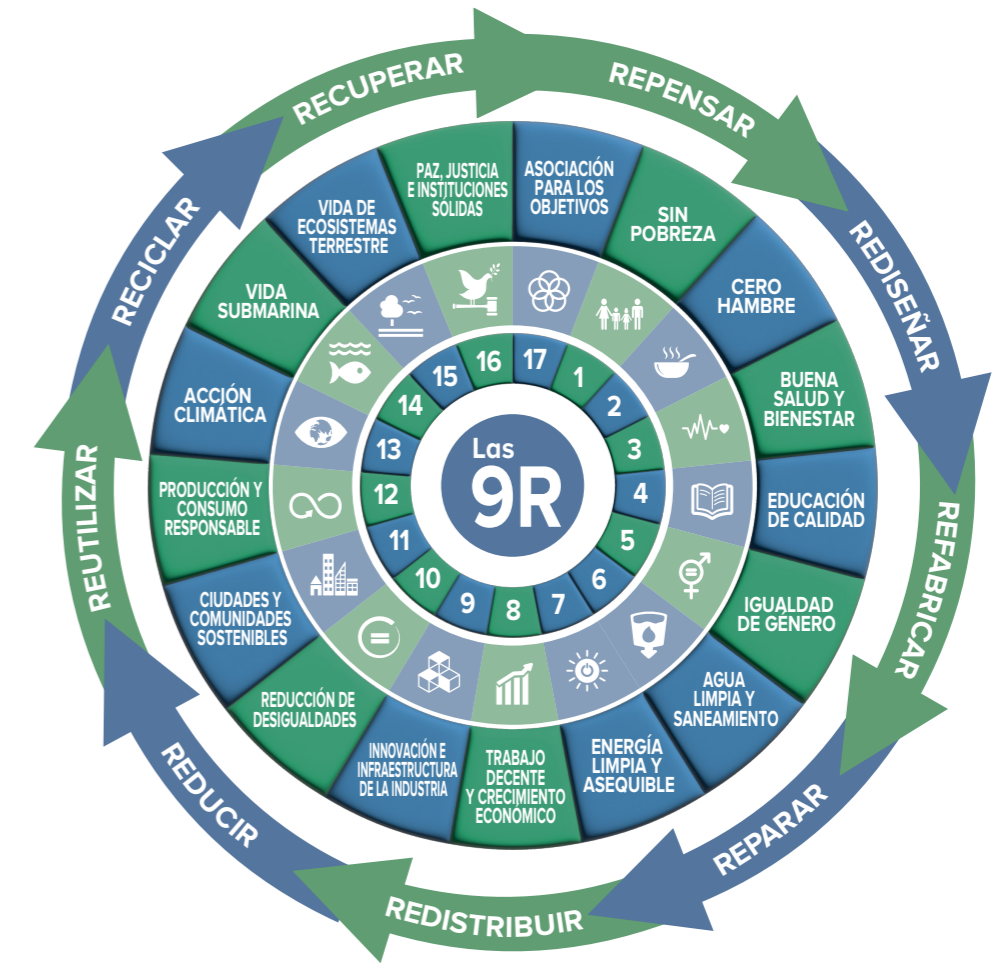 RECUPERAR
REPENSAR
REDISEÑAR
REFABRICAR
REPARAR
REDISTRIBUIR
REDUCIR
REUTILIZAR
RECICLAR
ASOCIACIÓN
PARA LOS
OBJETIVOS
SIN
POBREZA
CERO
HAMBRE
BUENA
SALUD Y
BIENESTAR
EDUCACIÓN
DE CALIDAD
IGUALDAD
DE GÉNERO
AGUA
LIMPIA Y
SANEAMIENTO
ENERGÍA
LIMPIA Y
ASEQUIBLE
TRABAJO
DECENTE
Y CRECIMIENTO
ECONÓMICO
INNOVACIÓN E
INFRAESTRUCTURA
DE LA INDUSTRIA
REDUCCIÓN DE
DESIGUALDADES
CIUDADES Y
COMUNIDADES
SOSTENIBLES
PRODUCCIÓN Y
CONSUMO
RESPONSABLE
ACCIÓN
CLIMÁTICA
VIDA
SUBMARINA
VIDA DE
ECOSISTEMAS
TERRESTRE
PAZ, JUSTICIA
E INSTITUCIONES
SÓLIDAS
17
1
2
3
4
5
6
7
8
9
10
11
12
13
14
15
16
Las
9R